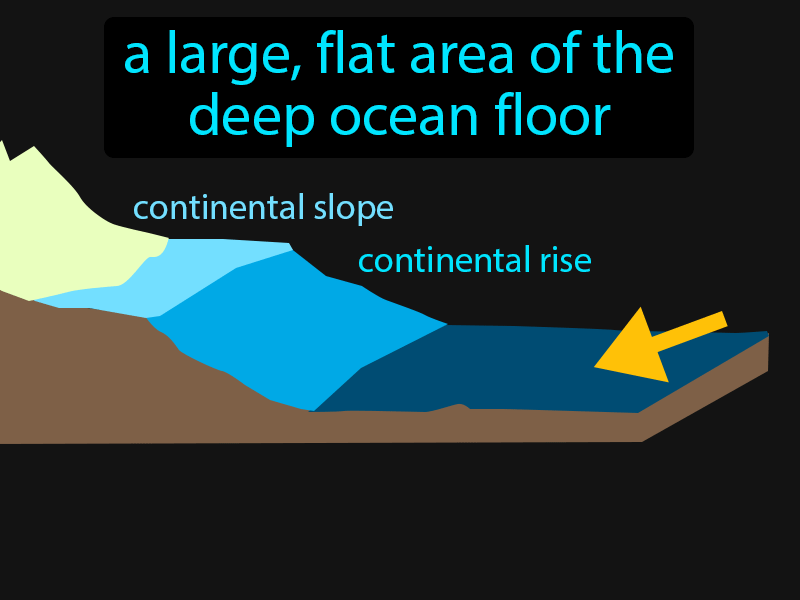 a large, flat area of the
deep ocean floor
continental slope
continental rise